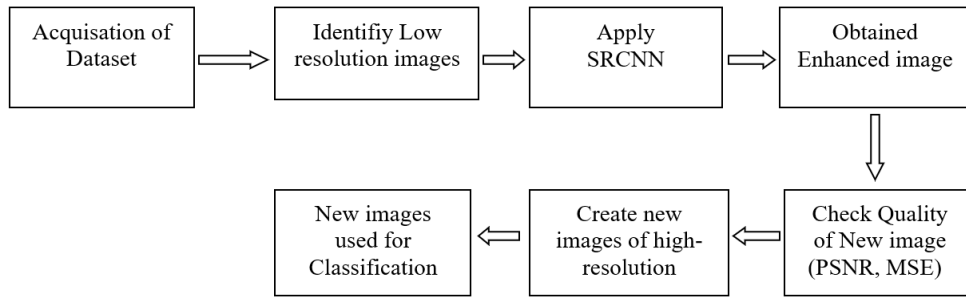 Acquisation of
Dataset
Identifiy Low
resolution images
Apply
SRCNN
Obtained
Enhanced image
Check Quality
of New image
(PSNR, MSE)
Create new
images of high-
resolution
New images
used for
Classification